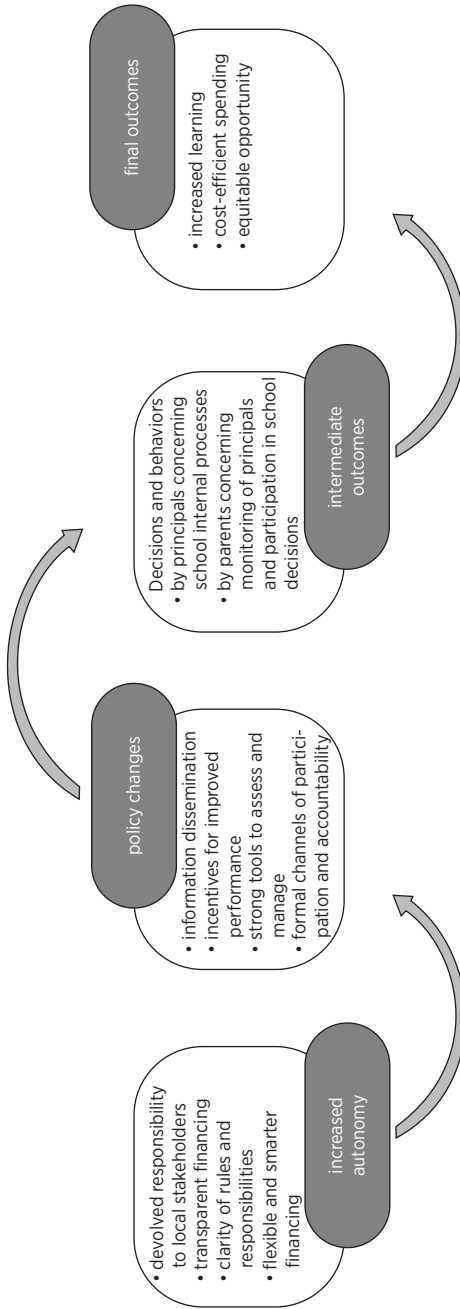 • devolved responsibility
to local stakeholders
• transparent financing
• clarity of rules and
responsibilities
• flexible and smarter
financing
increased
autonomy
policy changes
• information dissemination
• incentives for improved
performance
• strong tools to assess and
manage
• formal channels of partici-
pation and accountability
Decisions and behaviors
• by principals concerning
school internal processes
• by parents concerning
monitoring of principals
and participation in school
decisions
intermediate
outcomes
final outcomes
• increased learning
• cost-efficient spending
• equitable opportunity